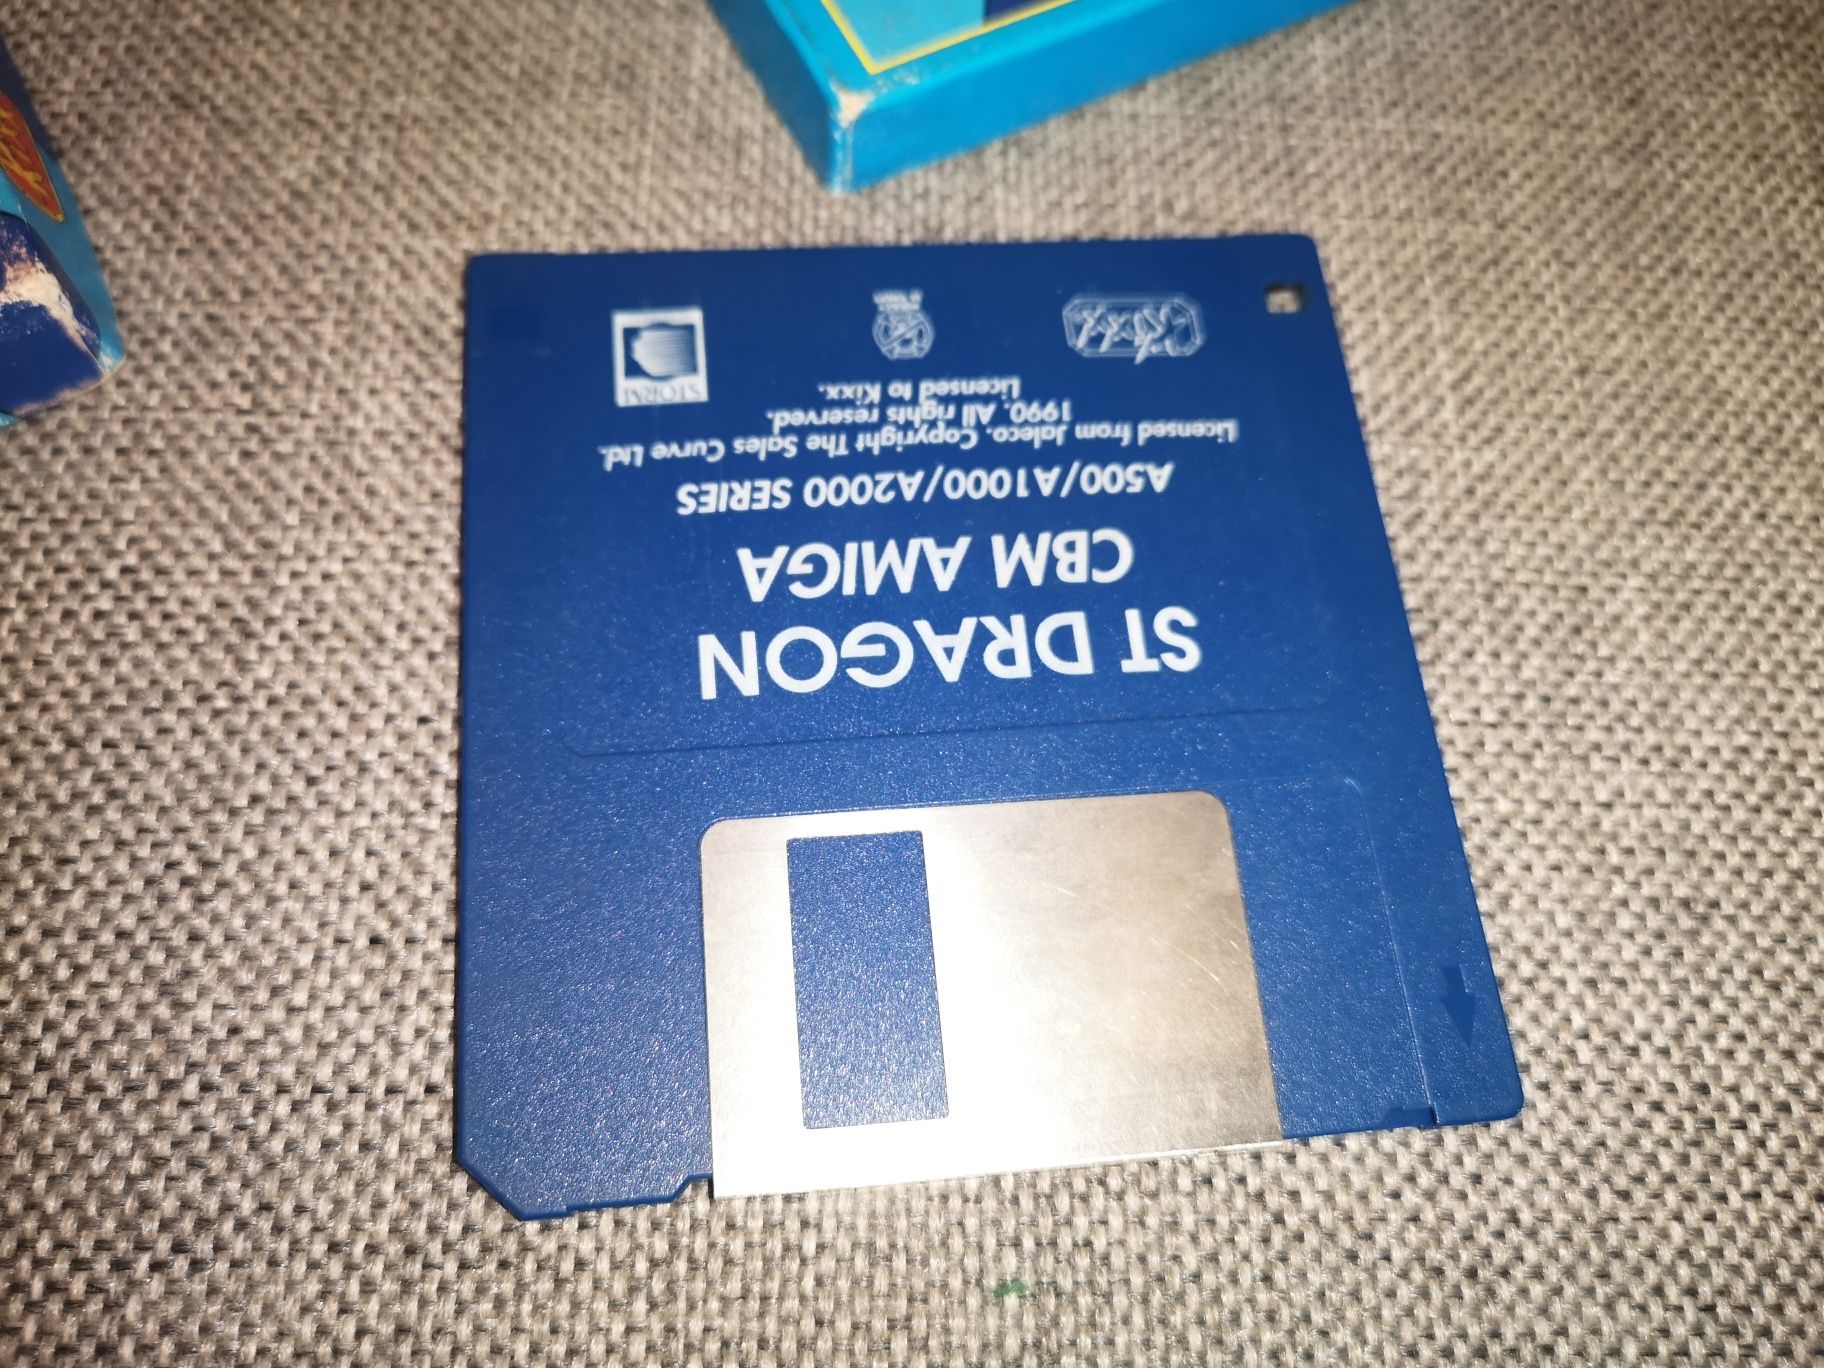 ST DRAGON
CBM AMIGA
A500/A1000/A2000 SERIES
Licensed from Jaleco. Copyright The Sales Curve Ltd.
1990. All rights reserved.
Licensed to Kixx.
Kixx
STORM